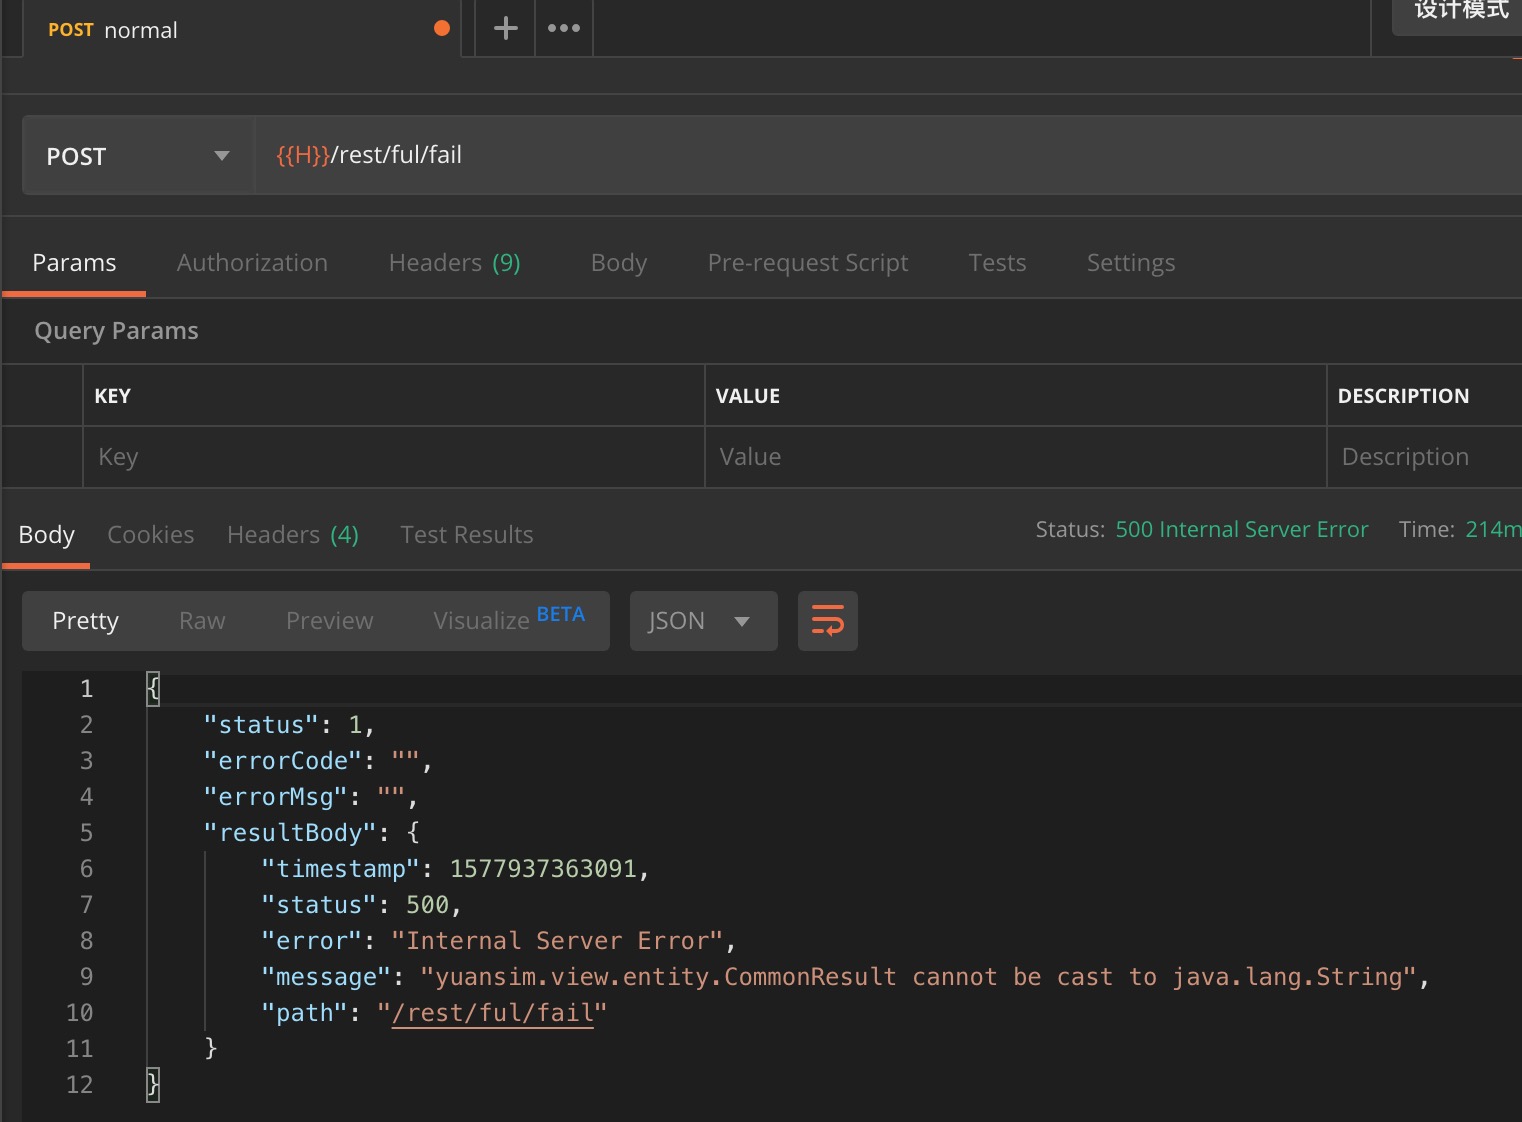 POST normal
设计模式
POST {{H}}/rest/ful/fail
Params Authorization Headers (9) Body Pre-request Script Tests Settings
Query Params
KEY VALUE DESCRIPTION
Key Value Description
Body Cookies Headers (4) Test Results Status: 500 Internal Server Error Time: 214m
Pretty Raw Preview Visualize BETA JSON
1 {
2 "status": 1,
3 "errorCode": "",
4 "errorMsg": "",
5 "resultBody": {
6 "timestamp": 1577937363091,
7 "status": 500,
8 "error": "Internal Server Error",
9 "message": "yuansim.view.entity.CommonResult cannot be cast to java.lang.String",
10 "path": "/rest/ful/fail"
11 }
12 }